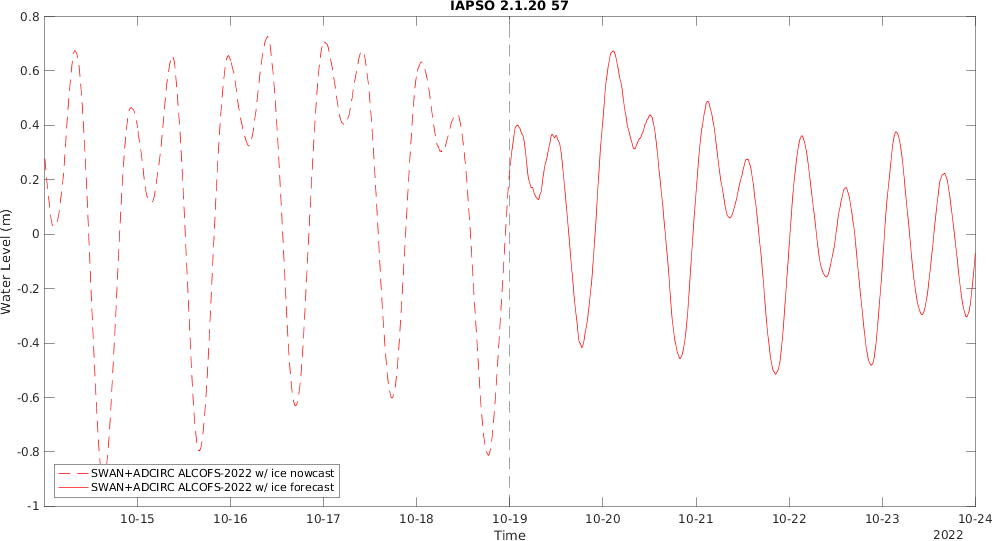 IAPSO 2.1.20 57
0.8
0.6
0.4
0.2
0
-0.2
-0.4
-0.6
-0.8
-1
Water Level (m)
SWAN+ADCIRC ALCOFS-2022 w/ ice nowcast
SWAN+ADCIRC ALCOFS-2022 w/ ice forecast
10-15 10-16 10-17 10-18 10-19 10-20 10-21 10-22 10-23 10-24
Time
2022